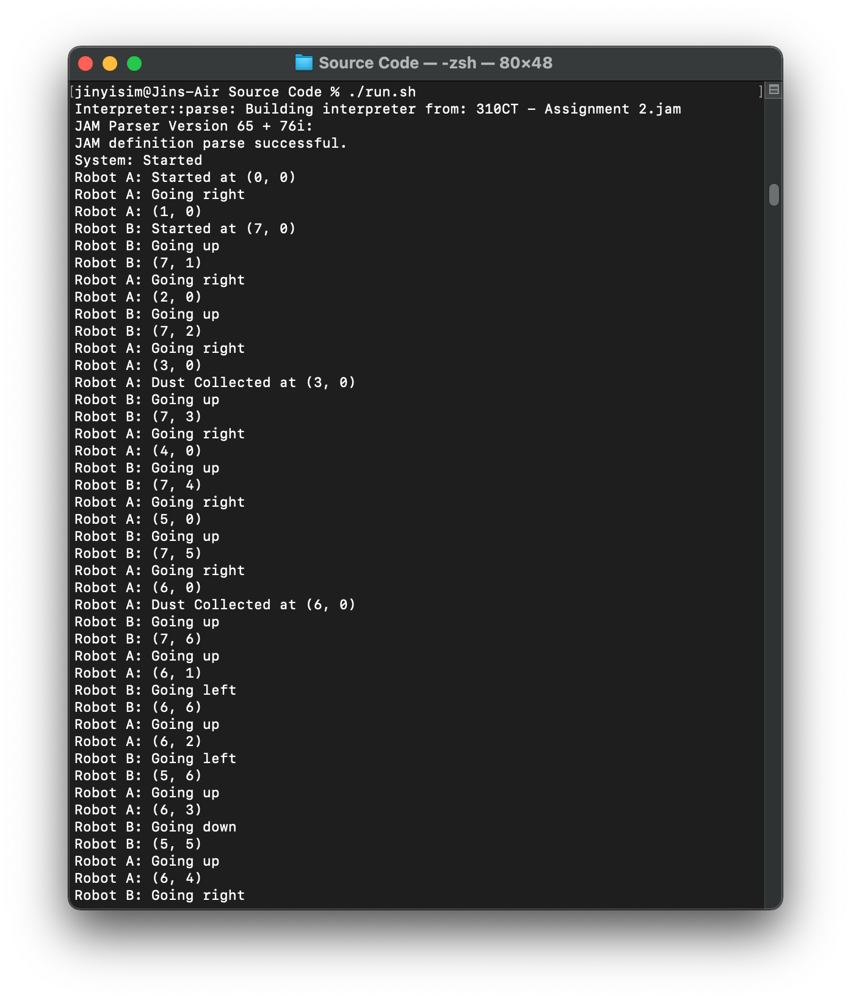 Source Code — -zsh — 80×48
[jinyisim@Jins-Air Source Code % ./run.sh ]
Interpreter::parse: Building interpreter from: 310CT - Assignment 2.jam
JAM Parser Version 65 + 76i:
JAM definition parse successful.
System: Started
Robot A: Started at (0, 0)
Robot A: Going right
Robot A: (1, 0)
Robot B: Started at (7, 0)
Robot B: Going up
Robot B: (7, 1)
Robot A: Going right
Robot A: (2, 0)
Robot B: Going up
Robot B: (7, 2)
Robot A: Going right
Robot A: (3, 0)
Robot A: Dust Collected at (3, 0)
Robot B: Going up
Robot B: (7, 3)
Robot A: Going right
Robot A: (4, 0)
Robot B: Going up
Robot B: (7, 4)
Robot A: Going right
Robot A: (5, 0)
Robot B: Going up
Robot B: (7, 5)
Robot A: Going right
Robot A: (6, 0)
Robot A: Dust Collected at (6, 0)
Robot B: Going up
Robot B: (7, 6)
Robot A: Going up
Robot A: (6, 1)
Robot B: Going left
Robot B: (6, 6)
Robot A: Going up
Robot A: (6, 2)
Robot B: Going left
Robot B: (5, 6)
Robot A: Going up
Robot A: (6, 3)
Robot B: Going down
Robot B: (5, 5)
Robot A: Going up
Robot A: (6, 4)
Robot B: Going right